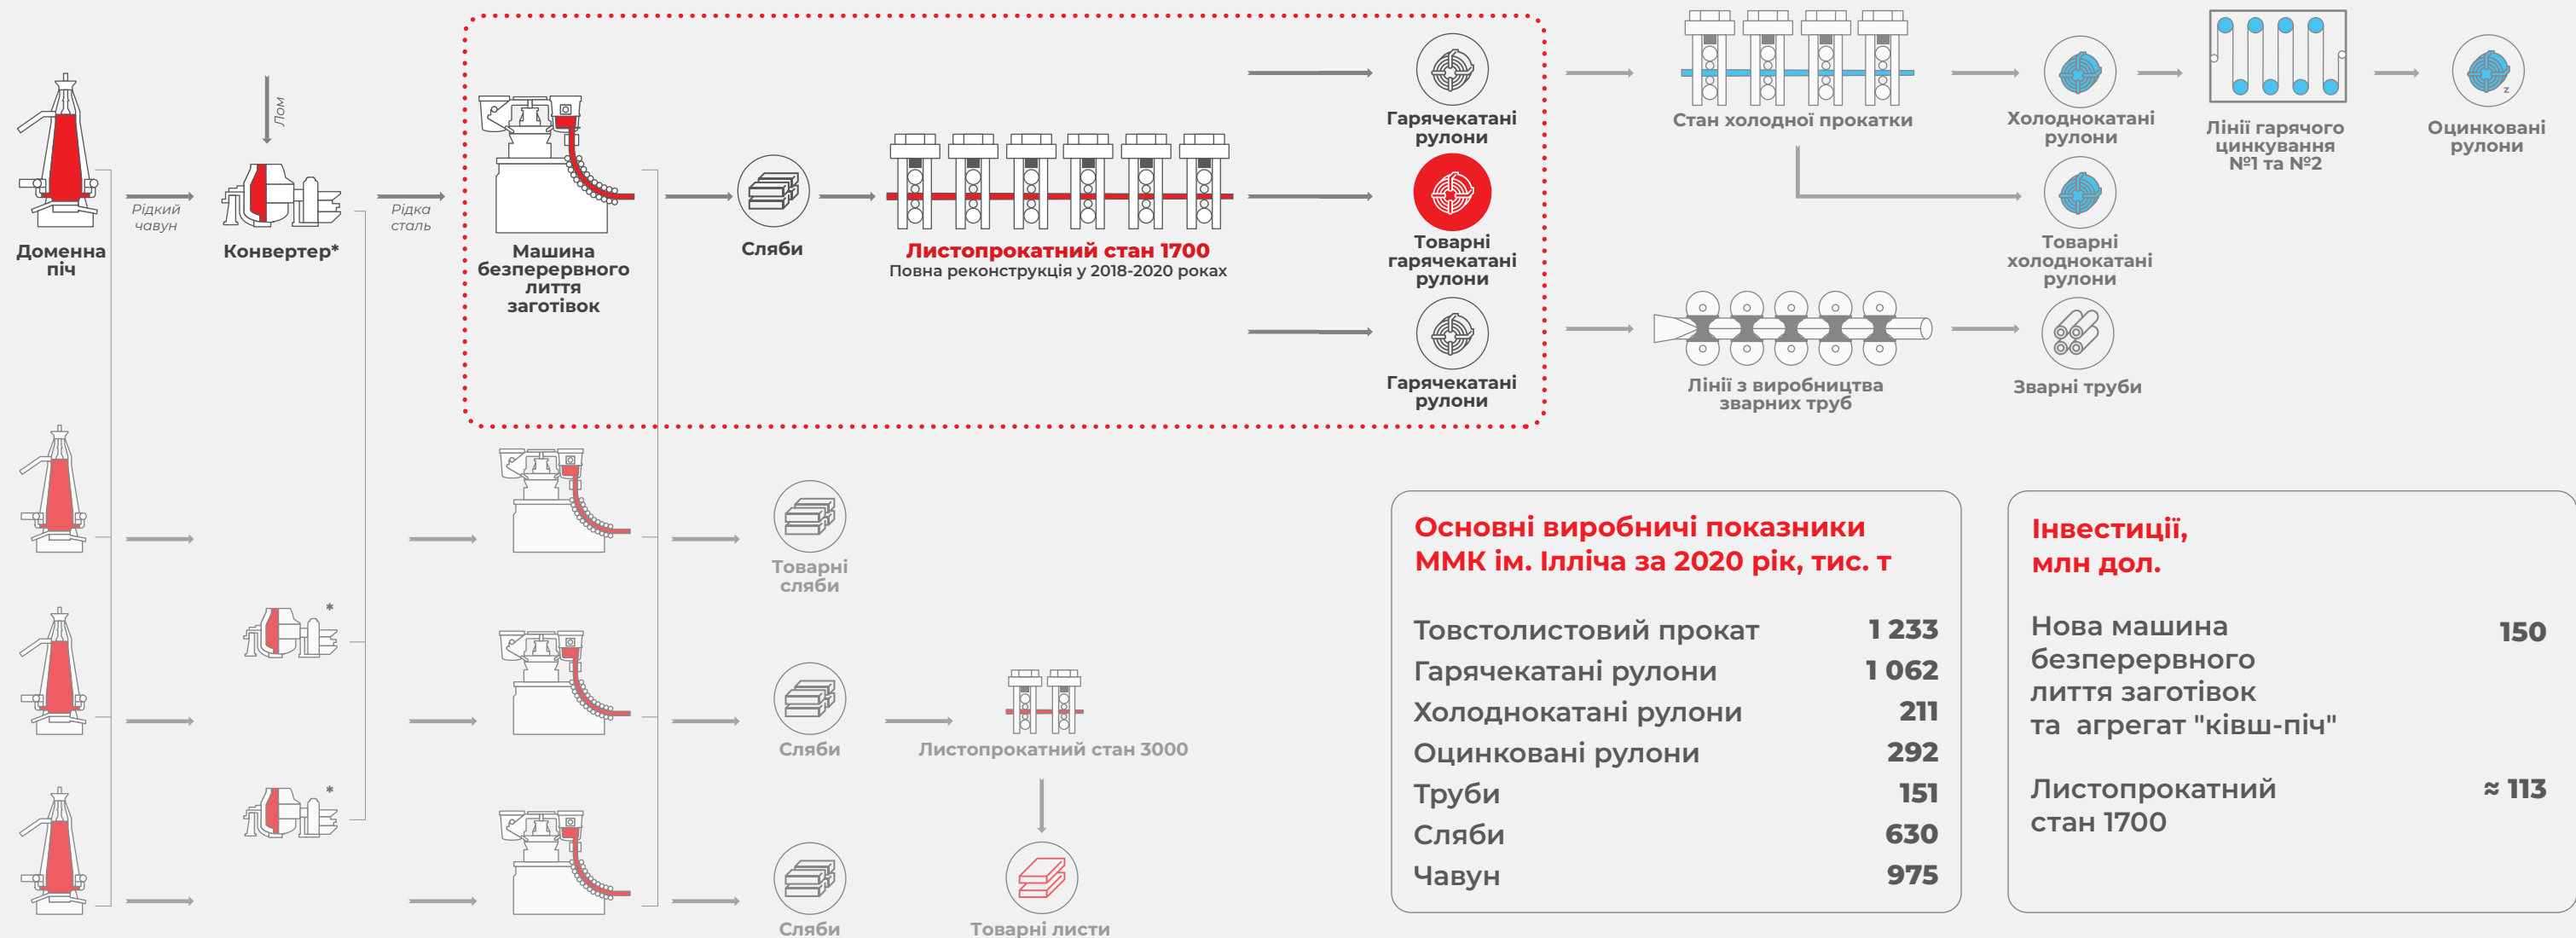 Лом
Доменна
піч
Рідкий
чавун
Конвертер*
Рідка
сталь
Машина
безперервного
лиття
заготівок
Сляби
Листопрокатний стан 1700
Повна реконструкція у 2018-2020 роках
Гарячекатані
рулони
Товарні
гарячекатані
рулони
Гарячекатані
рулони
Стан холодної прокатки
Холоднокатані
рулони
Лінії гарячого
цинкування
№1 та №2
z
Оцинковані
рулони
Товарні
холоднокатані
рулони
Лінії з виробництва
зварних труб
Зварні труби
Товарні
сляби
*
Сляби
Листопрокатний стан 3000
*
Сляби
Товарні листи
Основні виробничі показники
ММК ім. Ілліча за 2020 рік, тис. т
Товстолистовий прокат 1 233
Гарячекатані рулони 1 062
Холоднокатані рулони 211
Оцинковані рулони 292
Труби 151
Сляби 630
Чавун 975
Інвестиції,
млн дол.
Нова машина 150
безперервного
лиття заготівок
та агрегат "ківш-піч"
Листопрокатний ≈ 113
стан 1700